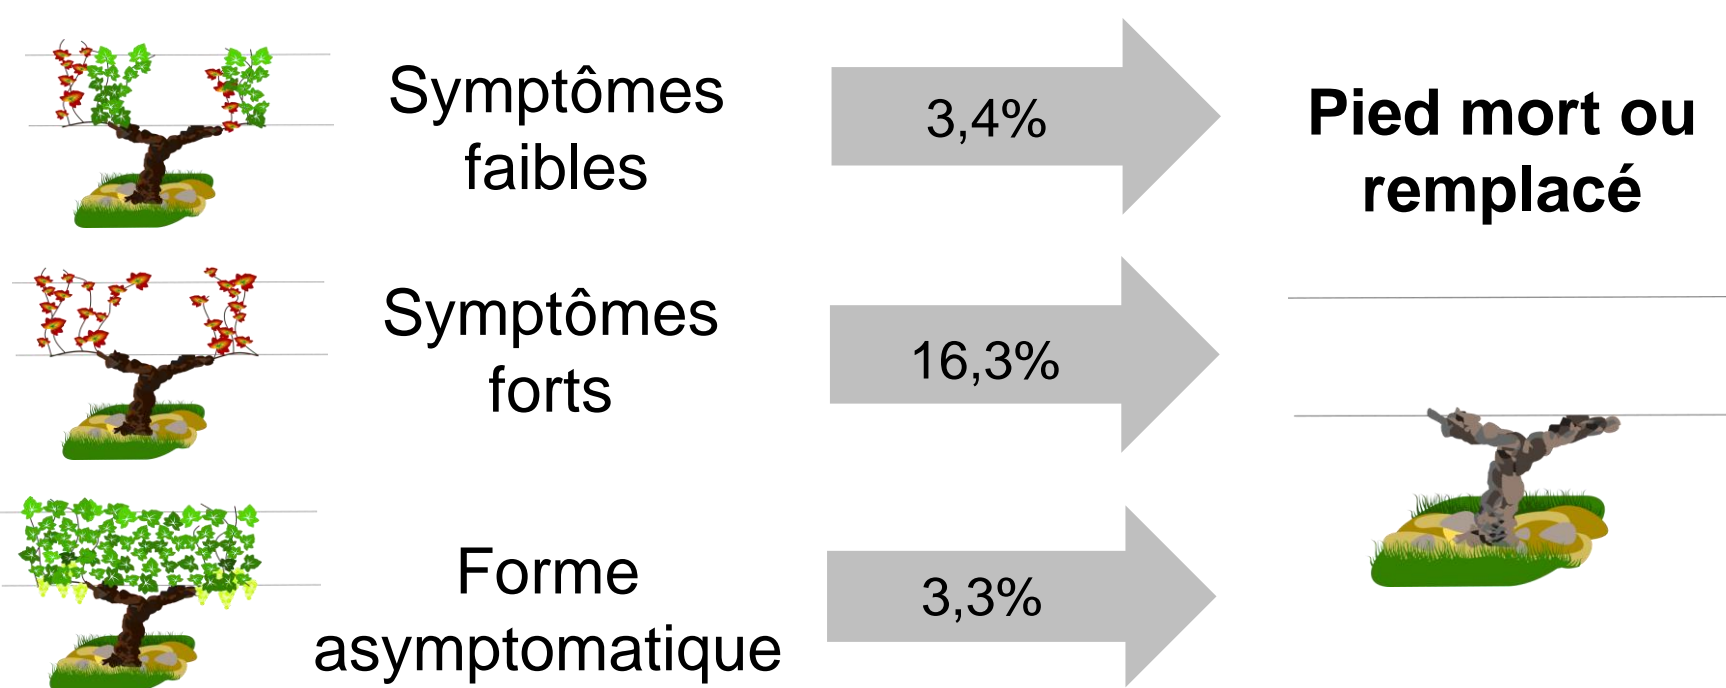 Symptômes
faibles
3,4%
Pied mort ou
remplacé
Symptômes
forts
16,3%
Forme
asymptomatique
3,3%